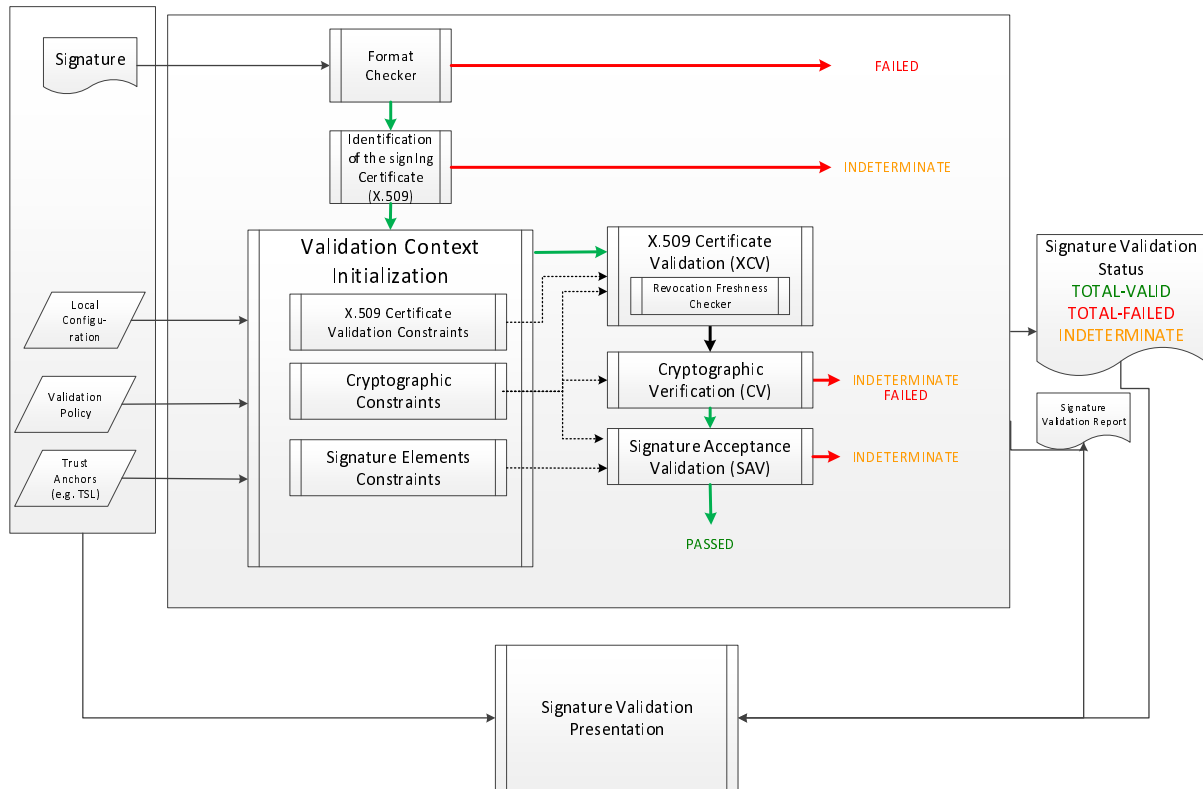 Signature
Format
Checker
FAILED
Identification
of the signing
Certificate
(X.509)
INDETERMINATE
Validation Context
Initialization
X.509 Certificate
Validation Constraints
Cryptographic
Constraints
Signature Elements
Constraints
X.509 Certificate
Validation (XCV)
Revocation Freshness
Checker
Cryptographic
Verification (CV)
INDETERMINATE
FAILED
Signature Acceptance
Validation (SAV)
INDETERMINATE
PASSED
Local
Configu-
ration
Validation
Policy
Trust
Anchors
(e.g. TSL)
Signature Validation
Status
TOTAL-VALID
TOTAL-FAILED
INDETERMINATE
Signature
Validation Report
Signature Validation
Presentation